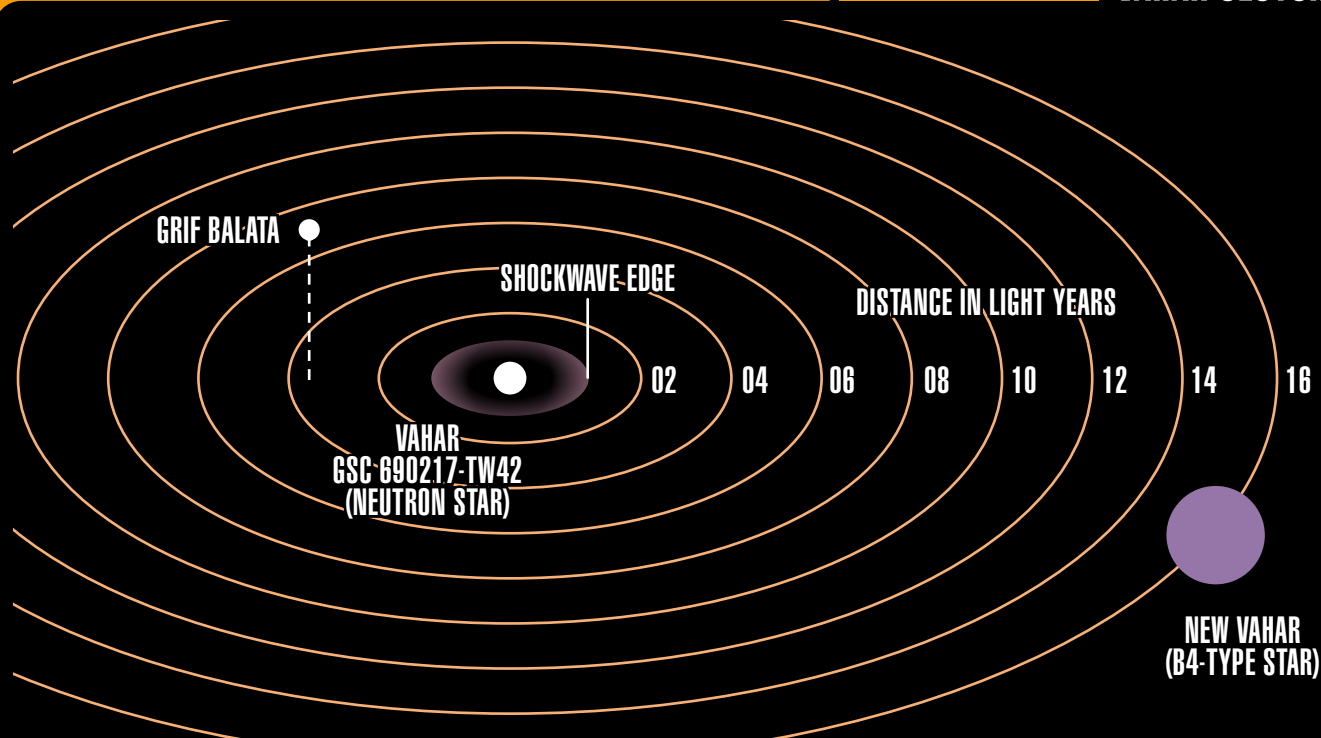 GRIF BALATA
SHOCKWAVE EDGE
DISTANCE IN LIGHT YEARS
02
04
06
08
10
12
14
16
VAHAR
GSC 690217-TW42
(NEUTRON STAR)
NEW VAHAR
(B4-TYPE STAR)